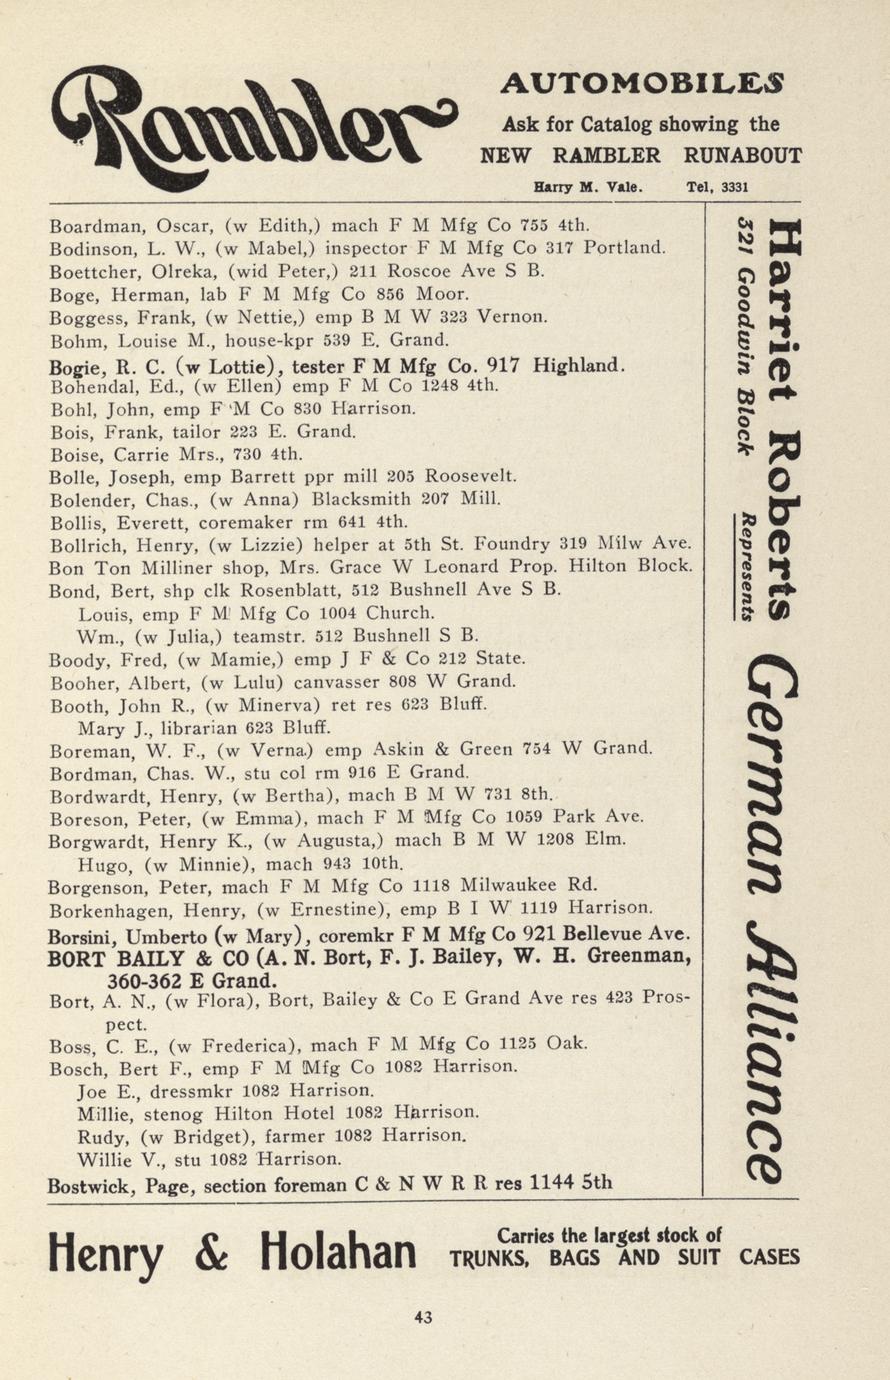 Rambler
AUTOMOBILES
Ask for Catalog showing the
NEW RAMBLER RUNABOUT
Harry M. Vale. Tel, 3331
Boardman, Oscar, (w Edith,) mach F M Mfg Co 755 4th.
Bodinson, L. W., (w Mabel,) inspector F M Mfg Co 317 Portland.
Boettcher, Olreka, (wid Peter,) 211 Roscoe Ave S B.
Boge, Herman, lab F M Mfg Co 856 Moor.
Boggess, Frank, (w Nettie,) emp B M W 323 Vernon.
Bohm, Louise M., house-kpr 539 E. Grand.
Bogie, R. C. (w Lottie), tester F M Mfg Co. 917 Highland.
Bohendal, Ed., (w Ellen) emp F M Co 1248 4th.
Bohl, John, emp F M Co 830 Harrison.
Bois, Frank, tailor 223 E. Grand.
Boise, Carrie Mrs., 730 4th.
Bolle, Joseph, emp Barrett ppr mill 205 Roosevelt.
Bolender, Chas., (w Anna) Blacksmith 207 Mill.
Bollis, Everett, coremaker rm 641 4th.
Bollrich, Henry, (w Lizzie) helper at 5th St. Foundry 319 Milw Ave.
Bon Ton Milliner shop, Mrs. Grace W Leonard Prop. Hilton Block.
Bond, Bert, shp clk Rosenblatt, 512 Bushnell Ave S B.
Louis, emp F M Mfg Co 1004 Church.
Wm., (w Julia,) teamstr. 512 Bushnell S B.
Boody, Fred, (w Mamie,) emp J F & Co 212 State.
Booher, Albert, (w Lulu) canvasser 808 W Grand.
Booth, John R., (w Minerva) ret res 623 Bluff.
Mary J., librarian 623 Bluff.
Boreman, W. F., (w Verna.) emp Askin & Green 754 W Grand.
Bordman, Chas. W., stu col rm 916 E Grand.
Bordwardt, Henry, (w Bertha), mach B M W 731 8th.
Boreson, Peter, (w Emma), mach F M Mfg Co 1059 Park Ave.
Borgwardt, Henry K., (w Augusta,) mach B M W 1208 Elm.
Hugo, (w Minnie), mach 943 10th.
Borgenson, Peter, mach F M Mfg Co 1118 Milwaukee Rd.
Borkenhagen, Henry, (w Ernestine), emp B I W 1119 Harrison.
Borsini, Umberto (w Mary), coremkr F M Mfg Co 921 Bellevue Ave.
BORT BAILY & CO (A. N. Bort, F. J. Bailey, W. H. Greenman,
360-362 E Grand.
Bort, A. N., (w Flora), Bort, Bailey & Co E Grand Ave res 423 Pros-
pect.
Boss, C. E., (w Frederica), mach F M Mfg Co 1125 Oak.
Bosch, Bert F., emp F M Mfg Co 1082 Harrison.
Joe E., dressmkr 1082 Harrison.
Millie, stenog Hilton Hotel 1082 Harrison.
Rudy, (w Bridget), farmer 1082 Harrison.
Willie V., stu 1082 Harrison.
Bostwick, Page, section foreman C & N W R R res 1144 5th
Harriet Roberts
321 Goodwin Block Represents
German Alliance
Henry & Holahan
Carries the largest stock of
TRUNKS, BAGS AND SUIT CASES
43